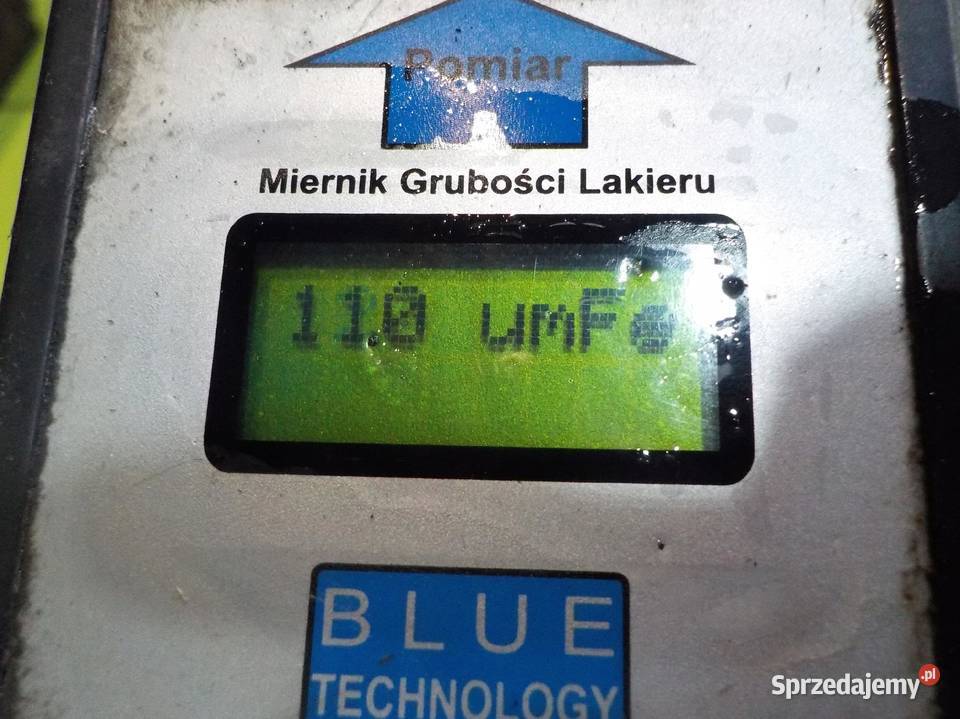 Pomiar
Miernik Grubości Lakieru
110 umFe
BLUE
TECHNOLOGY
Sprzedajemy.pl